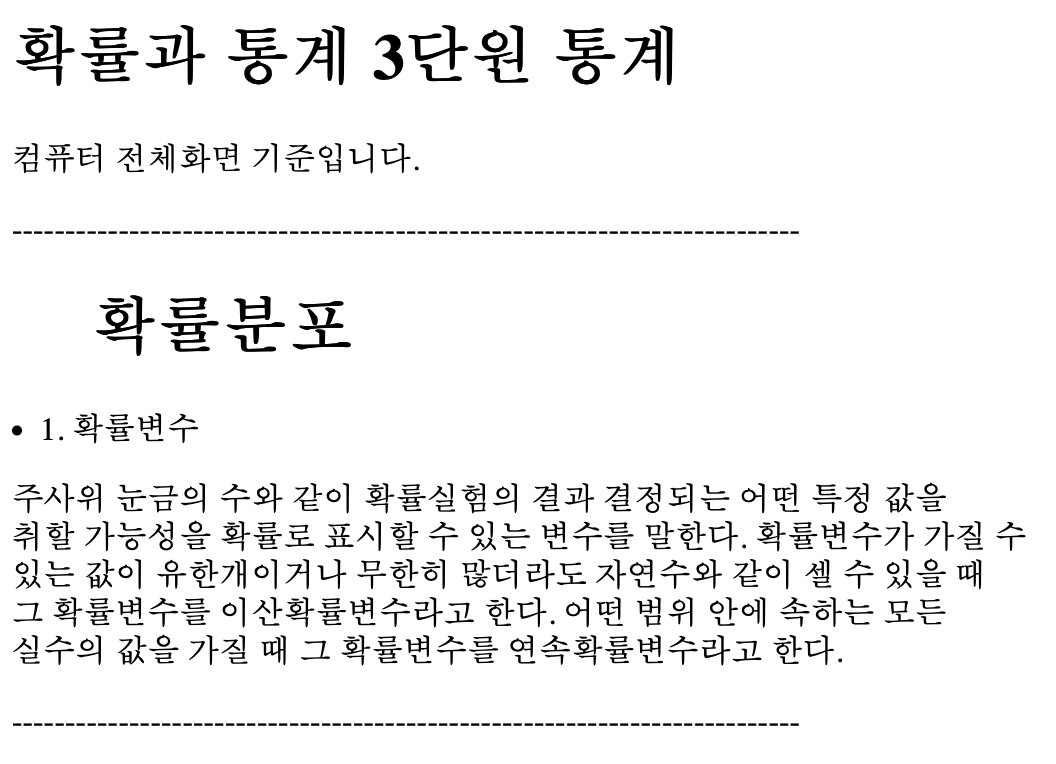 확률과 통계 3단원 통계
컴퓨터 전체화면 기준입니다.
---------------------------------------------------------------------------
확률분포
• 1. 확률변수
주사위 눈금의 수와 같이 확률실험의 결과 결정되는 어떤 특정 값을
취할 가능성을 확률로 표시할 수 있는 변수를 말한다. 확률변수가 가질 수
있는 값이 유한개이거나 무한히 많더라도 자연수와 같이 셀 수 있을 때
그 확률변수를 이산확률변수라고 한다. 어떤 범위 안에 속하는 모든
실수의 값을 가질 때 그 확률변수를 연속확률변수라고 한다.
---------------------------------------------------------------------------